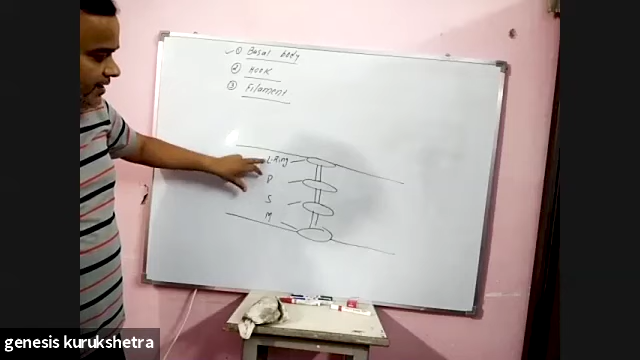 ① Basal body
② Hook
③ Filament
L-Ring
P
S
M
genesis kurukshetra